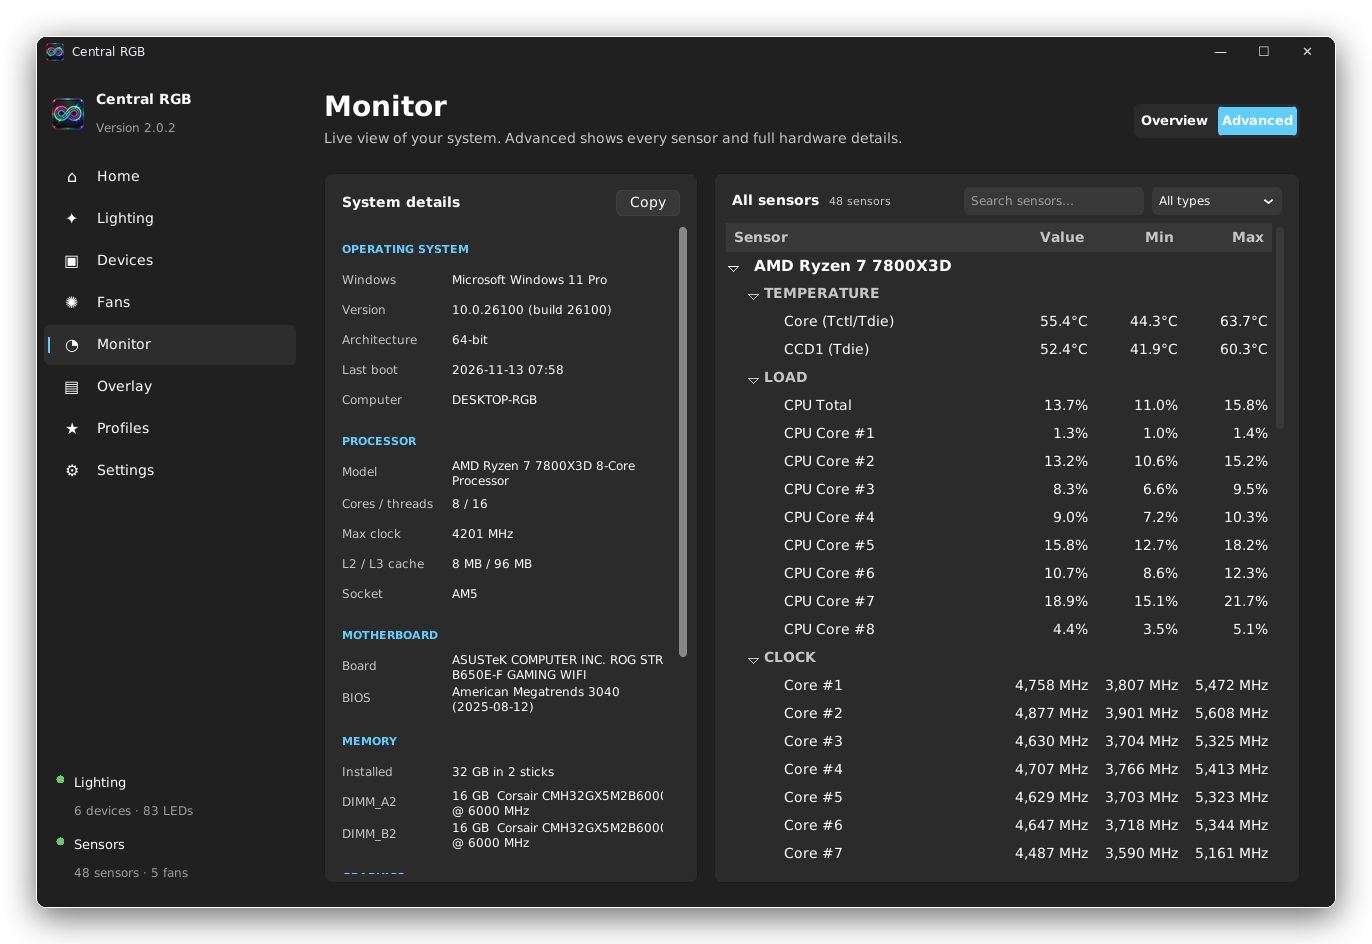 Central RGB
Central RGB
Version 2.0.2
Home
Lighting
Devices
Fans
Monitor
Overlay
Profiles
Settings
Lighting
6 devices · 83 LEDs
Sensors
48 sensors · 5 fans
Monitor
Live view of your system. Advanced shows every sensor and full hardware details.
Overview Advanced
System details Copy
OPERATING SYSTEM
Windows Microsoft Windows 11 Pro
Version 10.0.26100 (build 26100)
Architecture 64-bit
Last boot 2026-11-13 07:58
Computer DESKTOP-RGB
PROCESSOR
Model AMD Ryzen 7 7800X3D 8-Core
Processor
Cores / threads 8 / 16
Max clock 4201 MHz
L2 / L3 cache 8 MB / 96 MB
Socket AM5
MOTHERBOARD
Board ASUSTeK COMPUTER INC. ROG STR
B650E-F GAMING WIFI
BIOS American Megatrends 3040
(2025-08-12)
MEMORY
Installed 32 GB in 2 sticks
DIMM_A2 16 GB Corsair CMH32GX5M2B600
@ 6000 MHz
DIMM_B2 16 GB Corsair CMH32GX5M2B600
@ 6000 MHz
All sensors 48 sensors Search sensors... All types
Sensor Value Min Max
AMD Ryzen 7 7800X3D
TEMPERATURE
Core (Tctl/Tdie) 55.4°C 44.3°C 63.7°C
CCD1 (Tdie) 52.4°C 41.9°C 60.3°C
LOAD
CPU Total 13.7% 11.0% 15.8%
CPU Core #1 1.3% 1.0% 1.4%
CPU Core #2 13.2% 10.6% 15.2%
CPU Core #3 8.3% 6.6% 9.5%
CPU Core #4 9.0% 7.2% 10.3%
CPU Core #5 15.8% 12.7% 18.2%
CPU Core #6 10.7% 8.6% 12.3%
CPU Core #7 18.9% 15.1% 21.7%
CPU Core #8 4.4% 3.5% 5.1%
CLOCK
Core #1 4,758 MHz 3,807 MHz 5,472 MHz
Core #2 4,877 MHz 3,901 MHz 5,608 MHz
Core #3 4,630 MHz 3,704 MHz 5,325 MHz
Core #4 4,707 MHz 3,766 MHz 5,413 MHz
Core #5 4,629 MHz 3,703 MHz 5,323 MHz
Core #6 4,647 MHz 3,718 MHz 5,344 MHz
Core #7 4,487 MHz 3,590 MHz 5,161 MHz